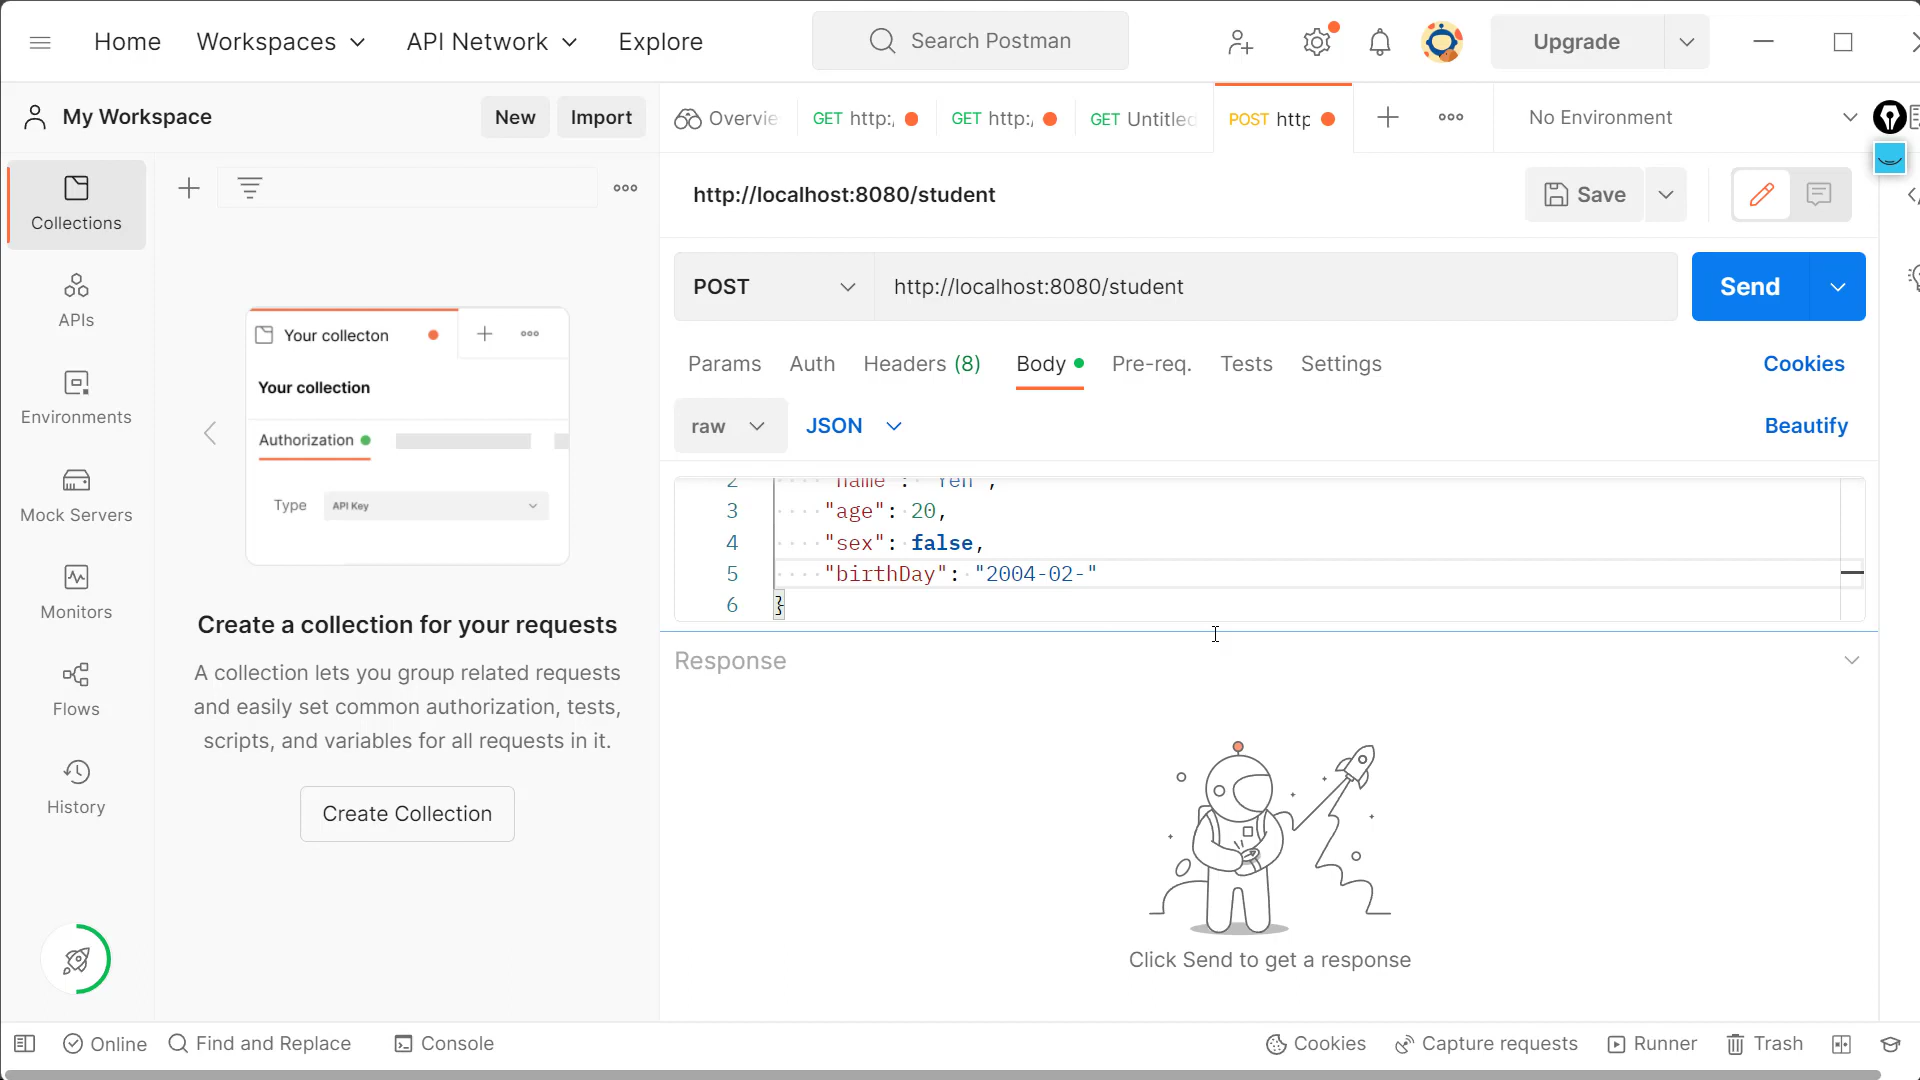 Home
Workspaces
API Network
Explore
Search Postman
Upgrade
My Workspace
New
Import
Overvie
GET http:/
GET http:/
GET Untitled
POST http
No Environment
http://localhost:8080/student
Save
POST
http://localhost:8080/student
Send
Params
Auth
Headers (8)
Body
Pre-req.
Tests
Settings
Cookies
raw
JSON
Beautify
2 "name": "Yen",
3 "age": 20,
4 "sex": false,
5 "birthDay": "2004-02-"
6 }
Response
Click Send to get a response
Collections
APIs
Environments
Mock Servers
Monitors
Flows
History
Your collecton
Your collection
Authorization
Type
API Key
Create a collection for your requests
A collection lets you group related requests
and easily set common authorization, tests,
scripts, and variables for all requests in it.
Create Collection
Online
Find and Replace
Console
Cookies
Capture requests
Runner
Trash